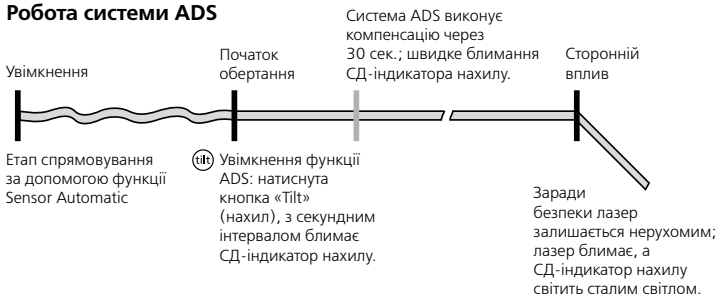 Робота системи ADS
Увімкнення
Початок
обертання
Система ADS виконує
компенсацію через
30 сек.; швидке блимання
СД-індикатора нахилу.
Сторонній
вплив
Етап спрямовування
за допомогою функції
Sensor Automatic
tilt
Увімкнення функції
ADS: натиснута
кнопка «Tilt»
(нахил), з секундним
інтервалом блимає
СД-індикатор нахилу.
Заради
безпеки лазер
залишається нерухомим;
лазер блимає, а
СД-індикатор нахилу
світить сталим світлом.